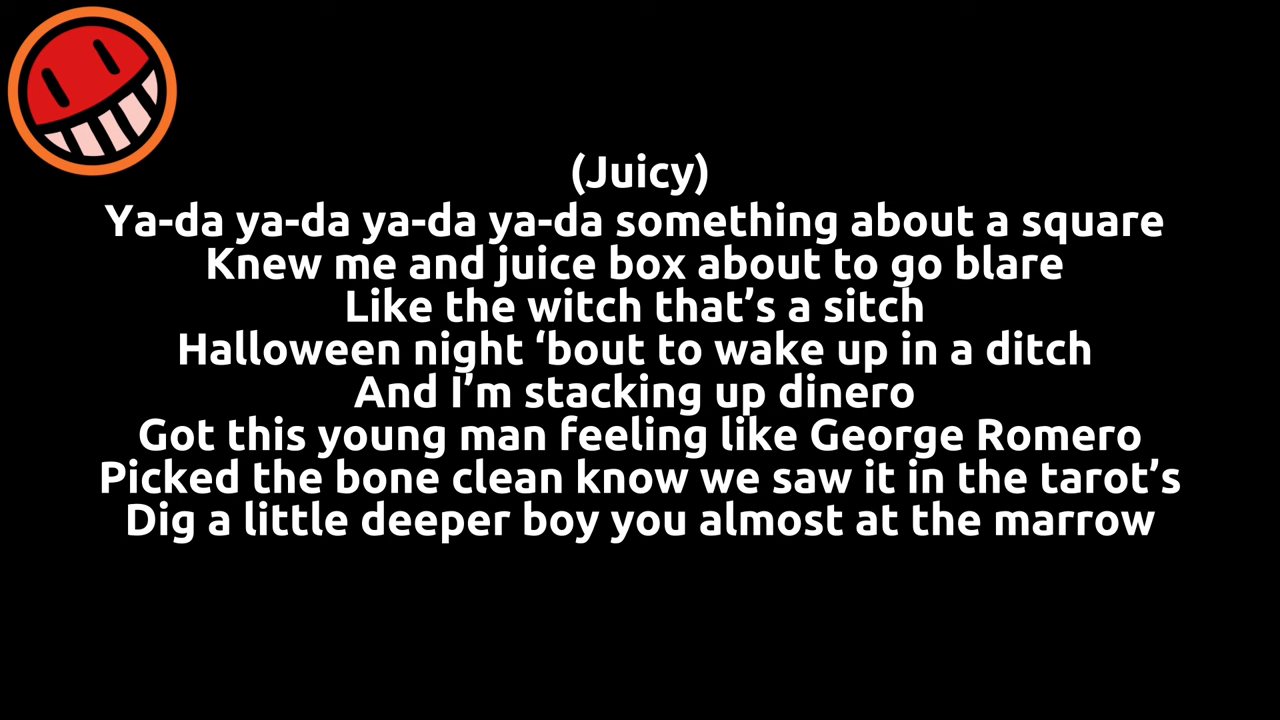 (Juicy)
Ya-da ya-da ya-da ya-da something about a square
Knew me and juice box about to go blare
Like the witch that’s a sitch
Halloween night ‘bout to wake up in a ditch
And I’m stacking up dinero
Got this young man feeling like George Romero
Picked the bone clean know we saw it in the tarot’s
Dig a little deeper boy you almost at the marrow